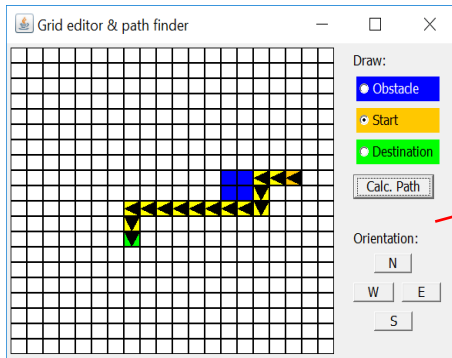 Grid editor & path finder
Draw:
Obstacle
Start
Destination
Calc. Path
Orientation:
N
W E
S